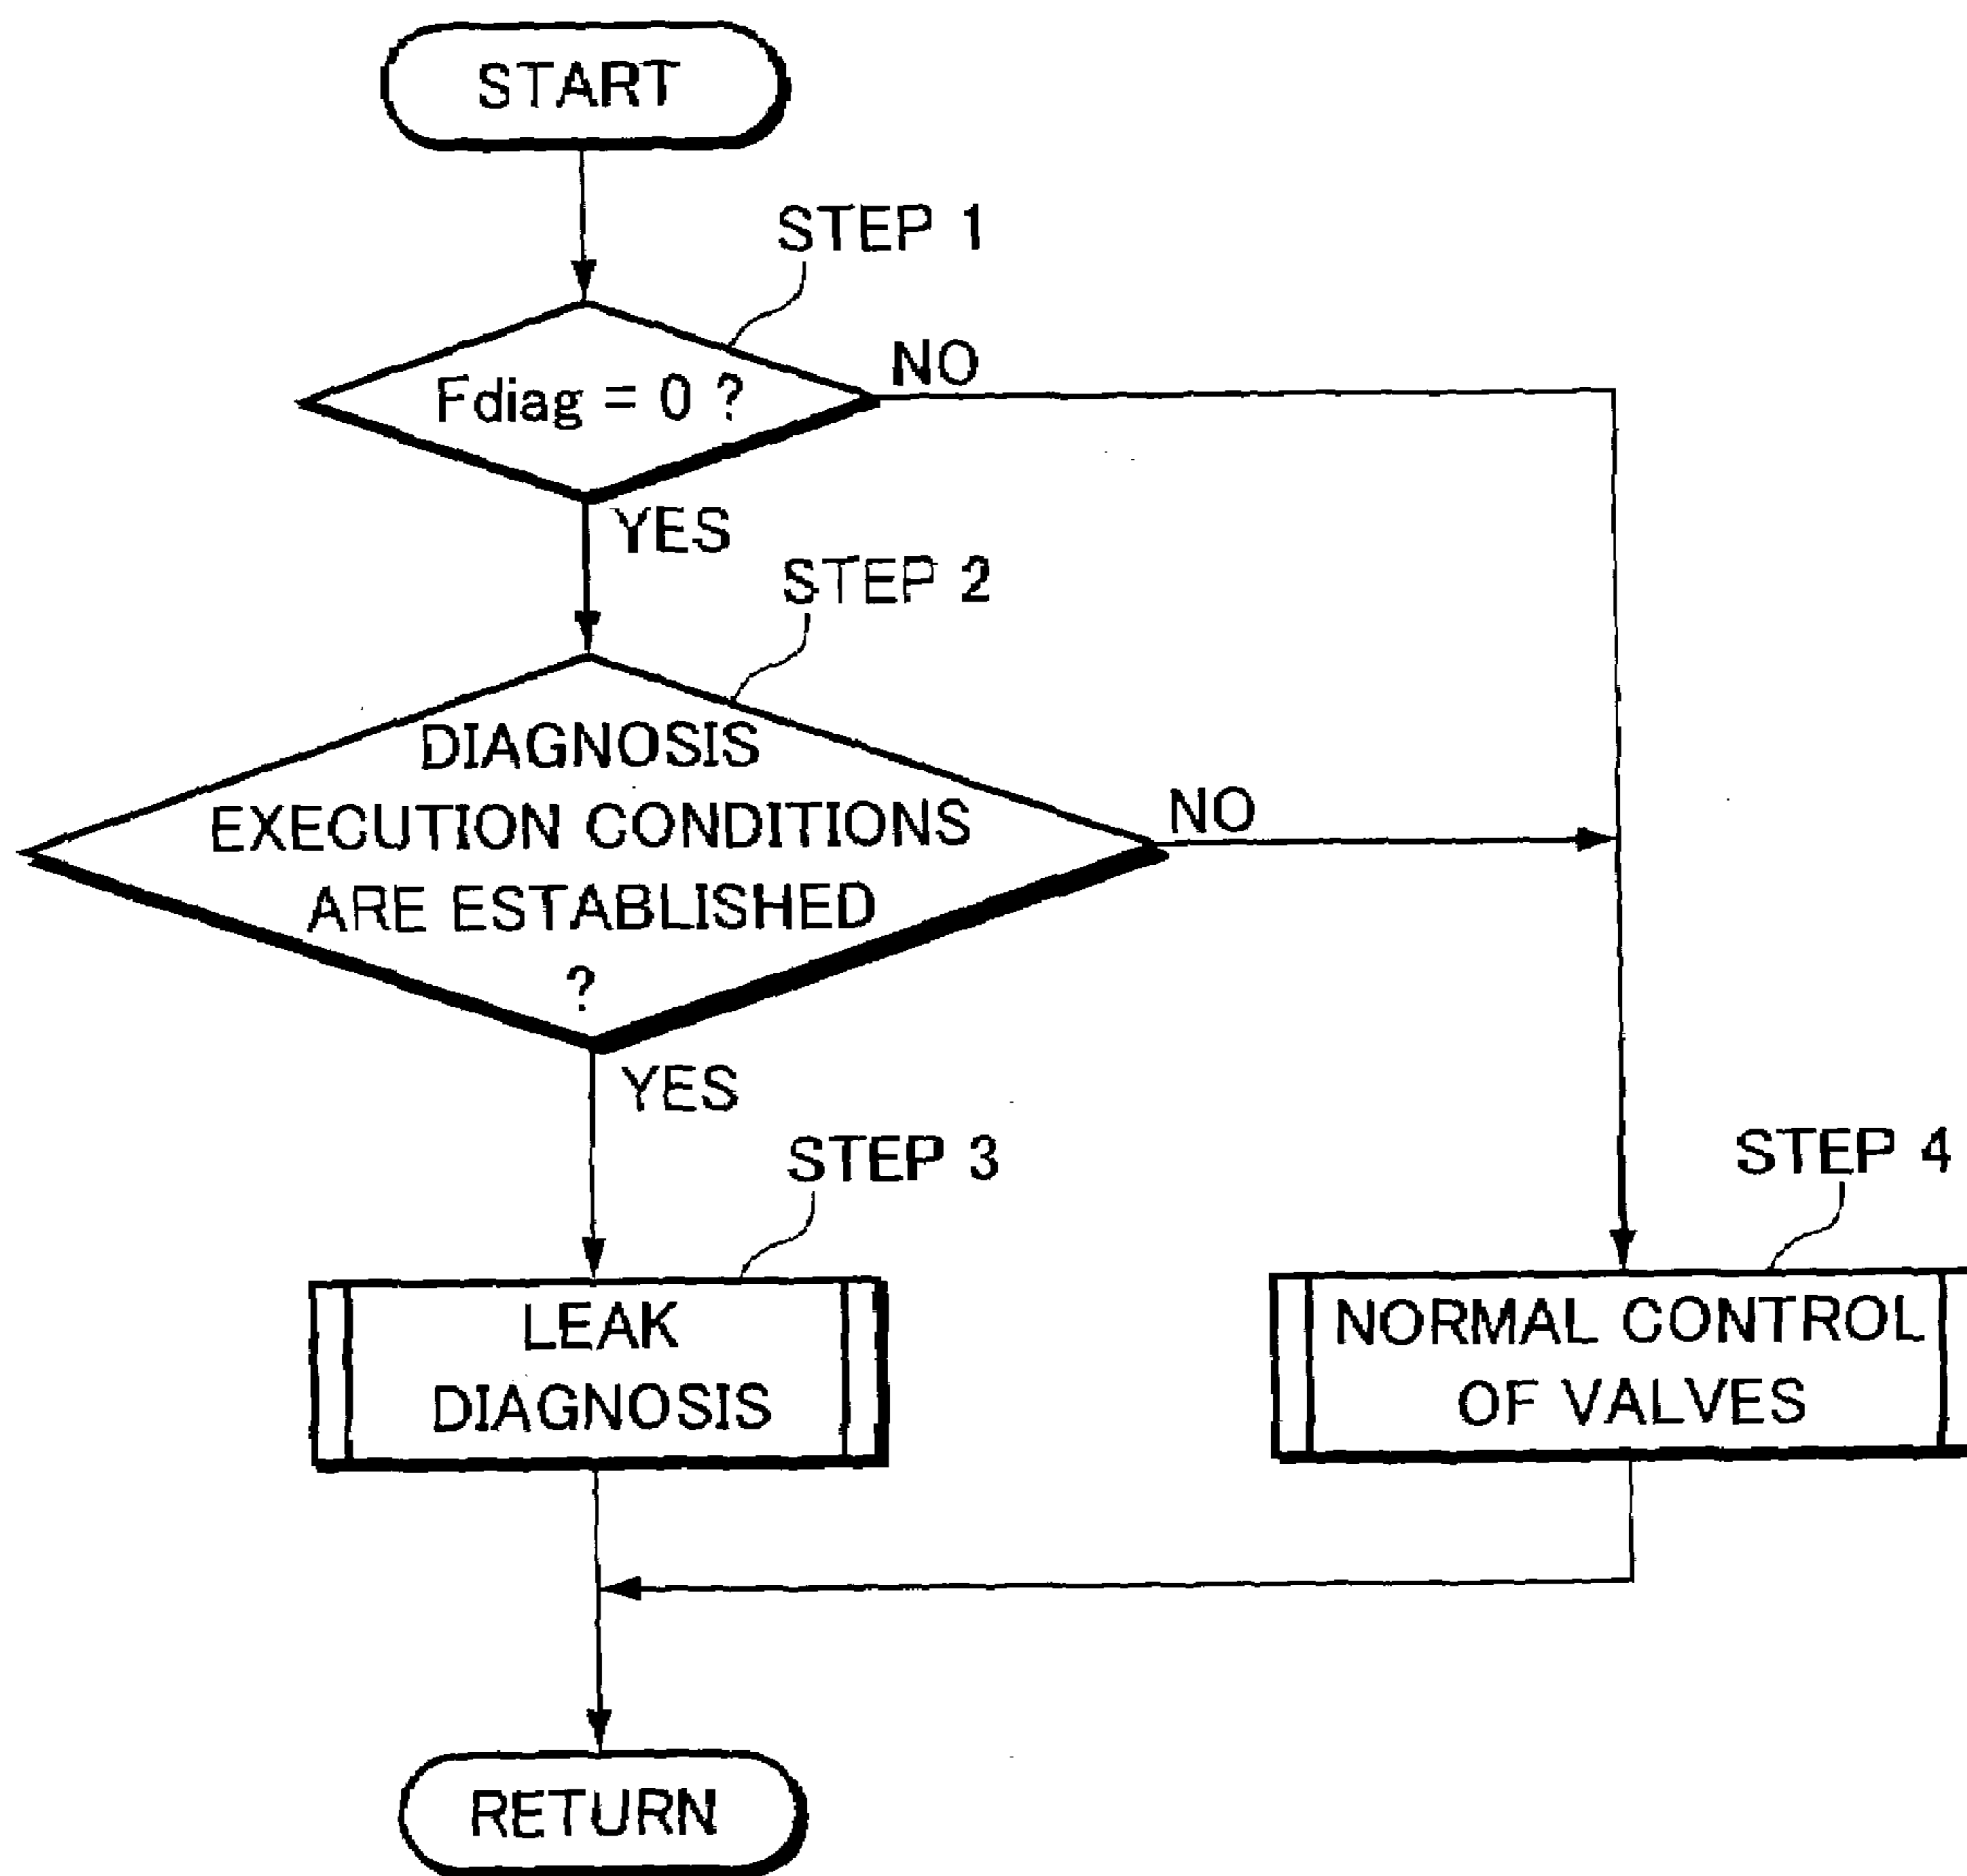 START
STEP 1
Fdiag = 0 ?
NO
YES
STEP 2
DIAGNOSIS
EXECUTION CONDITIONS
ARE ESTABLISHED
?
NO
YES
STEP 3
STEP 4
LEAK
DIAGNOSIS
NORMAL CONTROL
OF VALVES
RETURN